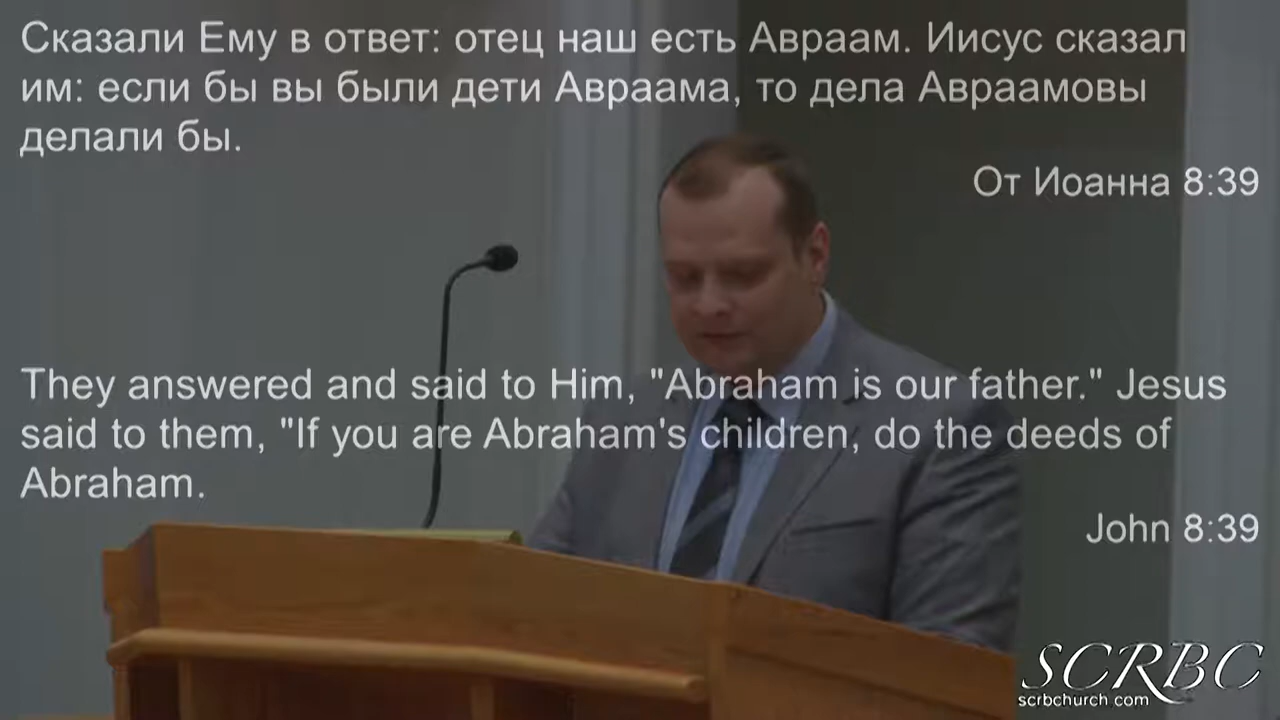 Сказали Ему в ответ: отец наш есть Авраам. Иисус сказал
им: если бы вы были дети Авраама, то дела Авраамовы
делали бы.
От Иоанна 8:39
They answered and said to Him, "Abraham is our father." Jesus
said to them, "If you are Abraham's children, do the deeds of
Abraham.
John 8:39
SCRBC
scrbchurch.com